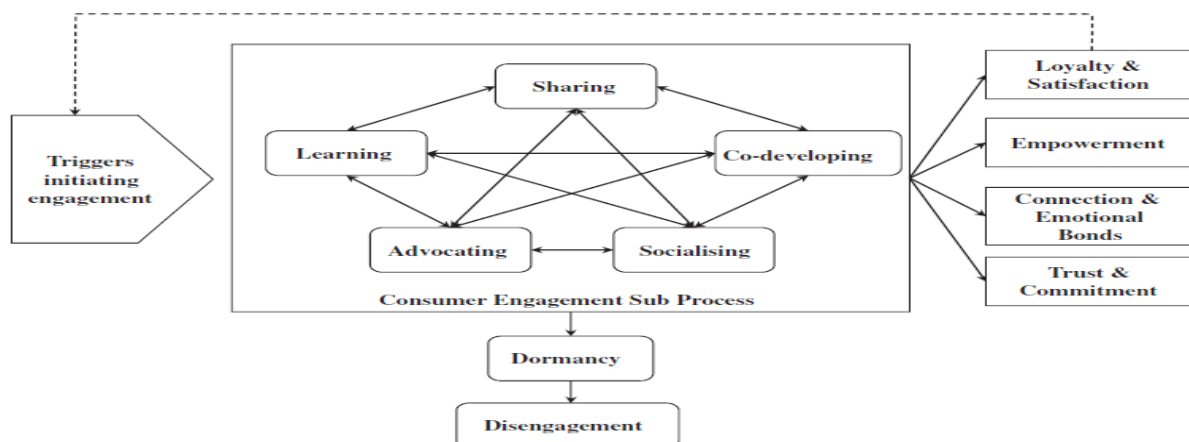 Loyalty &
Satisfaction
Sharing
Triggers
initiating
engagement
Learning
Co-developing
Empowerment
Connection &
Emotional
Bonds
Advocating
Socialising
Trust &
Commitment
Consumer Engagement Sub Process
Dormancy
Disengagement